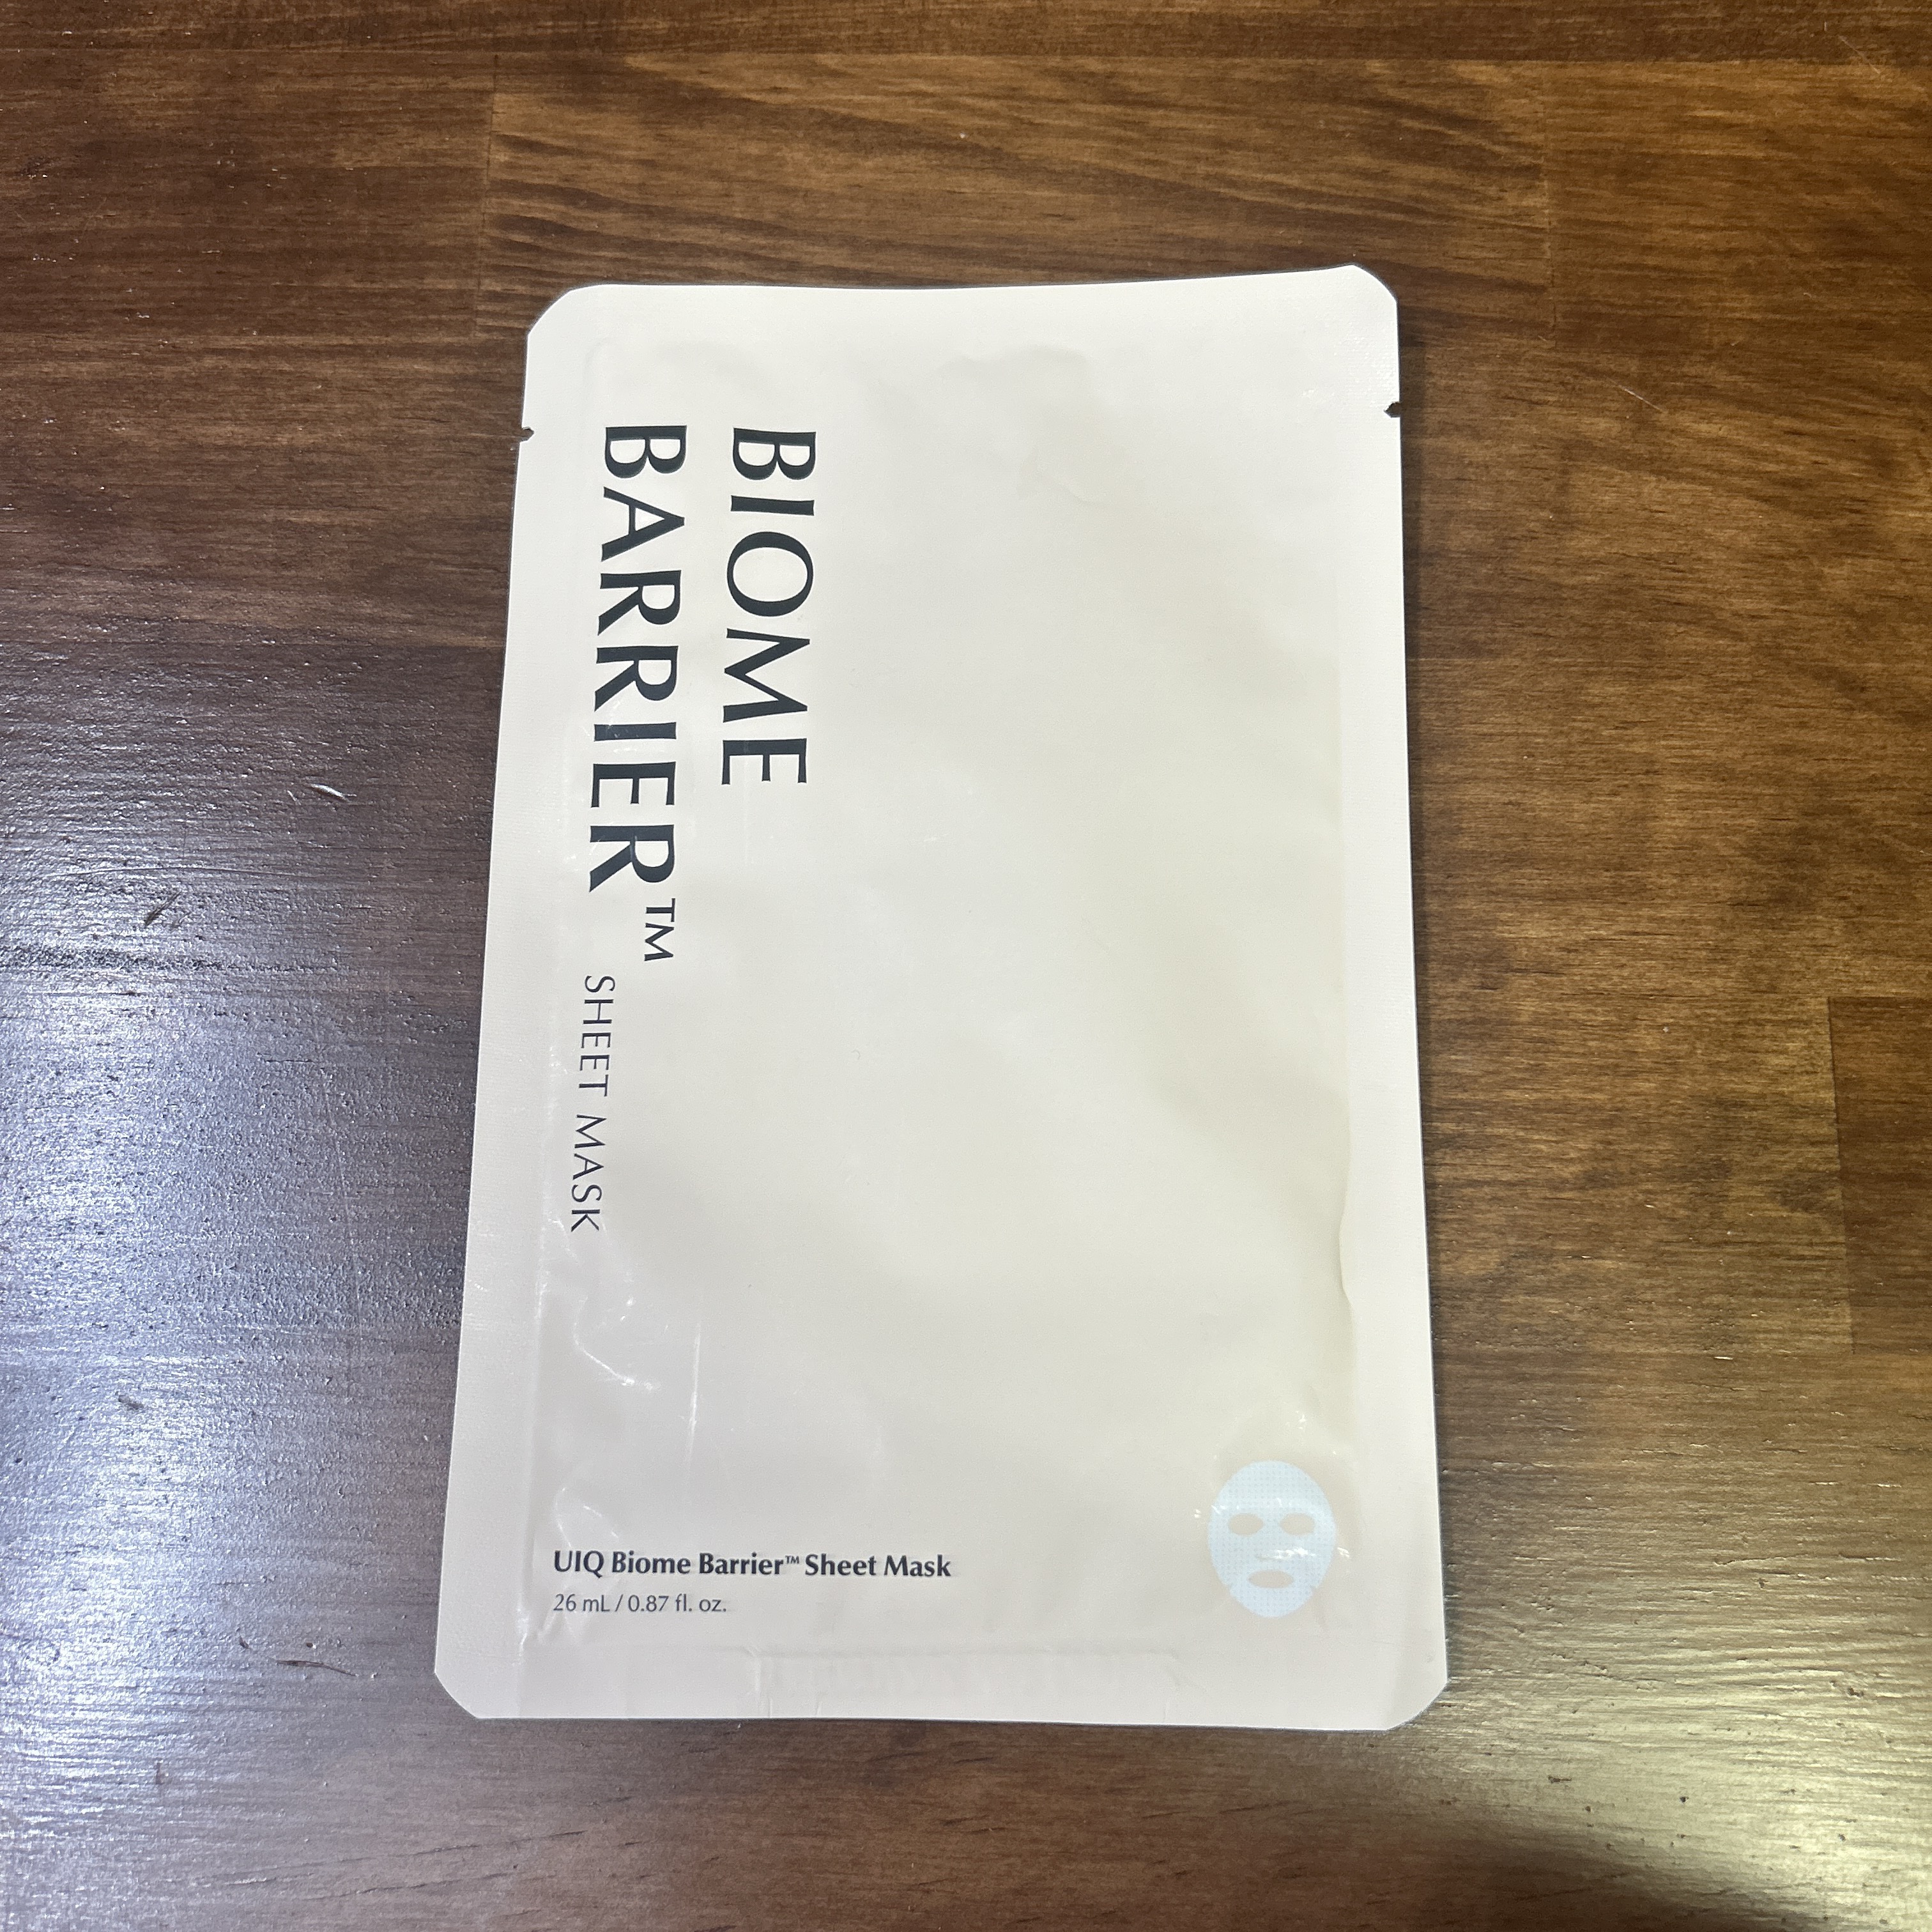 BIOME
BARRIER™ SHEET MASK
UIQ Biome Barrier™ Sheet Mask
26 mL / 0.87 fl. oz.